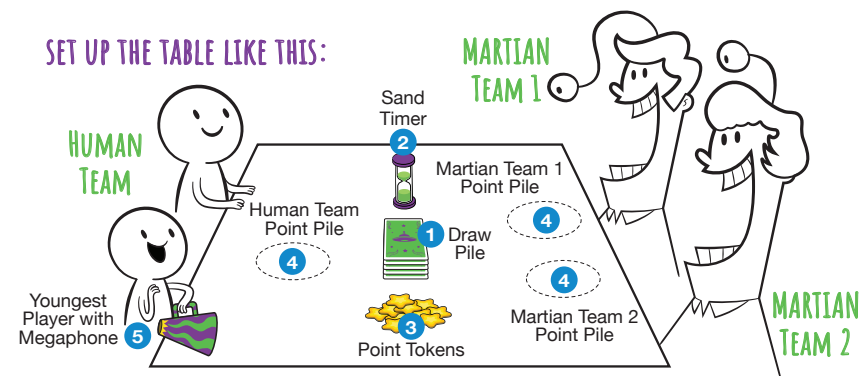 SET UP THE TABLE LIKE THIS:
MARTIAN
TEAM 1
HUMAN
TEAM
Sand
Timer
2
Martian Team 1
Point Pile
4
Human Team
Point Pile
4
1
Draw
Pile
4
Martian Team 2
Point Pile
3
Point Tokens
Youngest
Player with
Megaphone 5
MARTIAN
TEAM 2